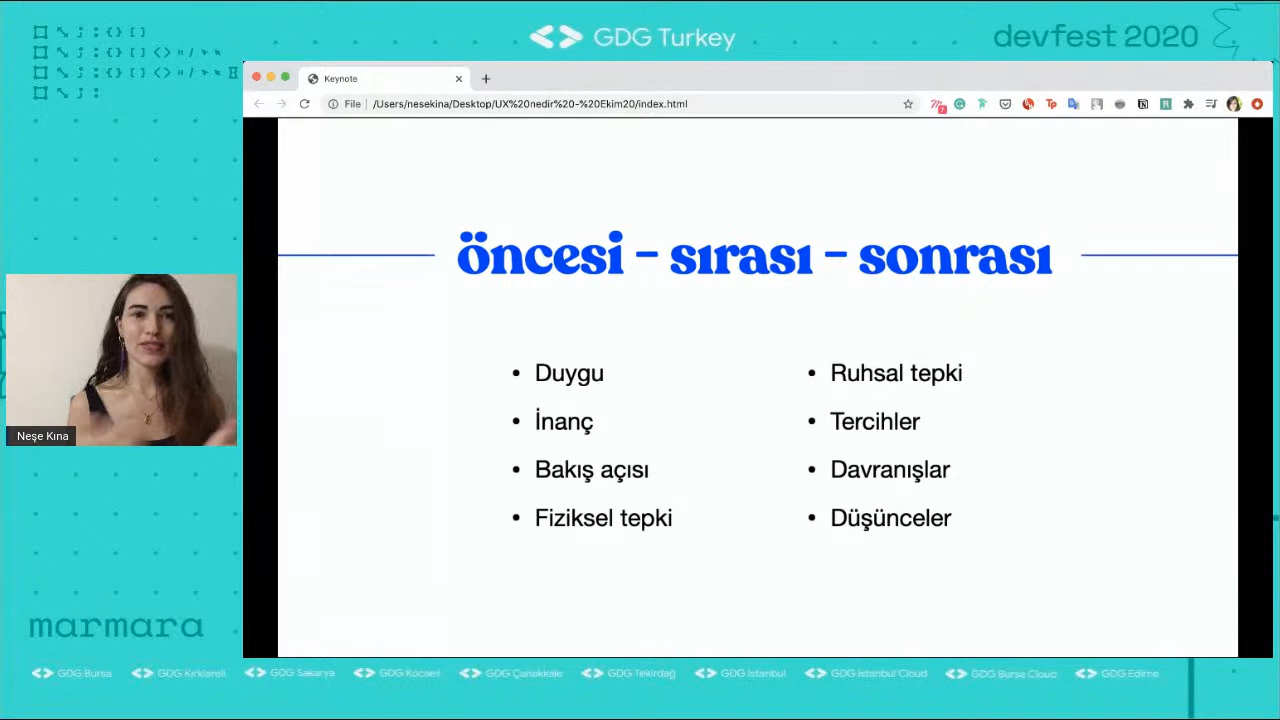 GDG Turkey
devfest 2020
Keynote
File
/Users/nesekina/Desktop/UX%20nedir%20-%20Ekim20/index.html
öncesi – sırası – sonrası
Duygu
Ruhsal tepki
İnanç
Tercihler
Bakış açısı
Davranışlar
Fiziksel tepki
Düşünceler
Neşe Kına
marmara
GDG Bursa
GDG Kırklareli
GDG Sakarya
GDG Kocaeli
GDG Çanakkale
GDG Tekirdağ
GDG İstanbul
GDG İstanbul Cloud
GDG Bursa Cloud
GDG Edirne